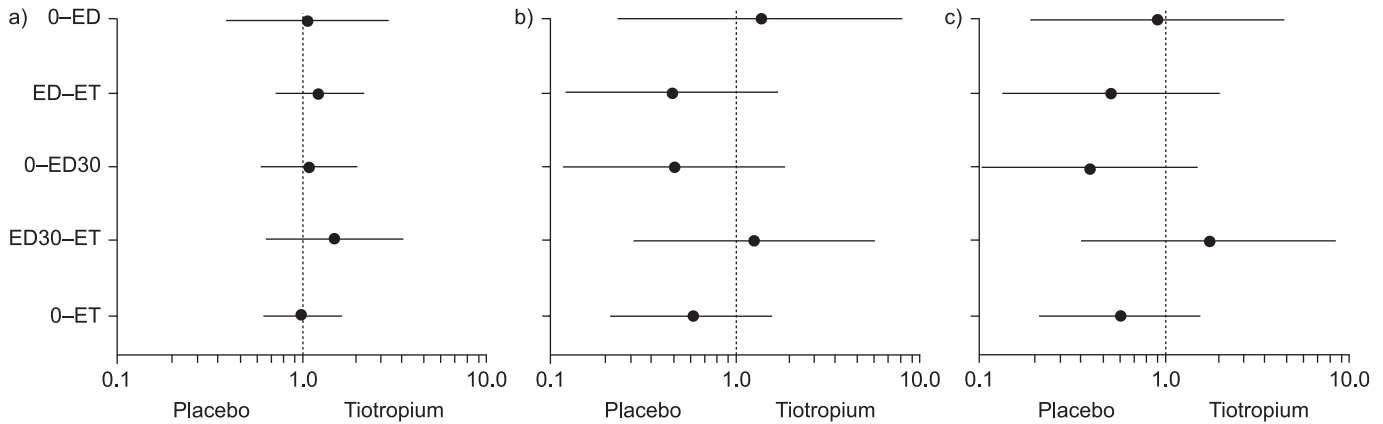 a)
0–ED
ED–ET
0–ED30
ED30–ET
0–ET
0.1 1.0 10.0
Placebo Tiotropium
b)
0.1 1.0 10.0
Placebo Tiotropium
c)
0.1 1.0 10.0
Placebo Tiotropium